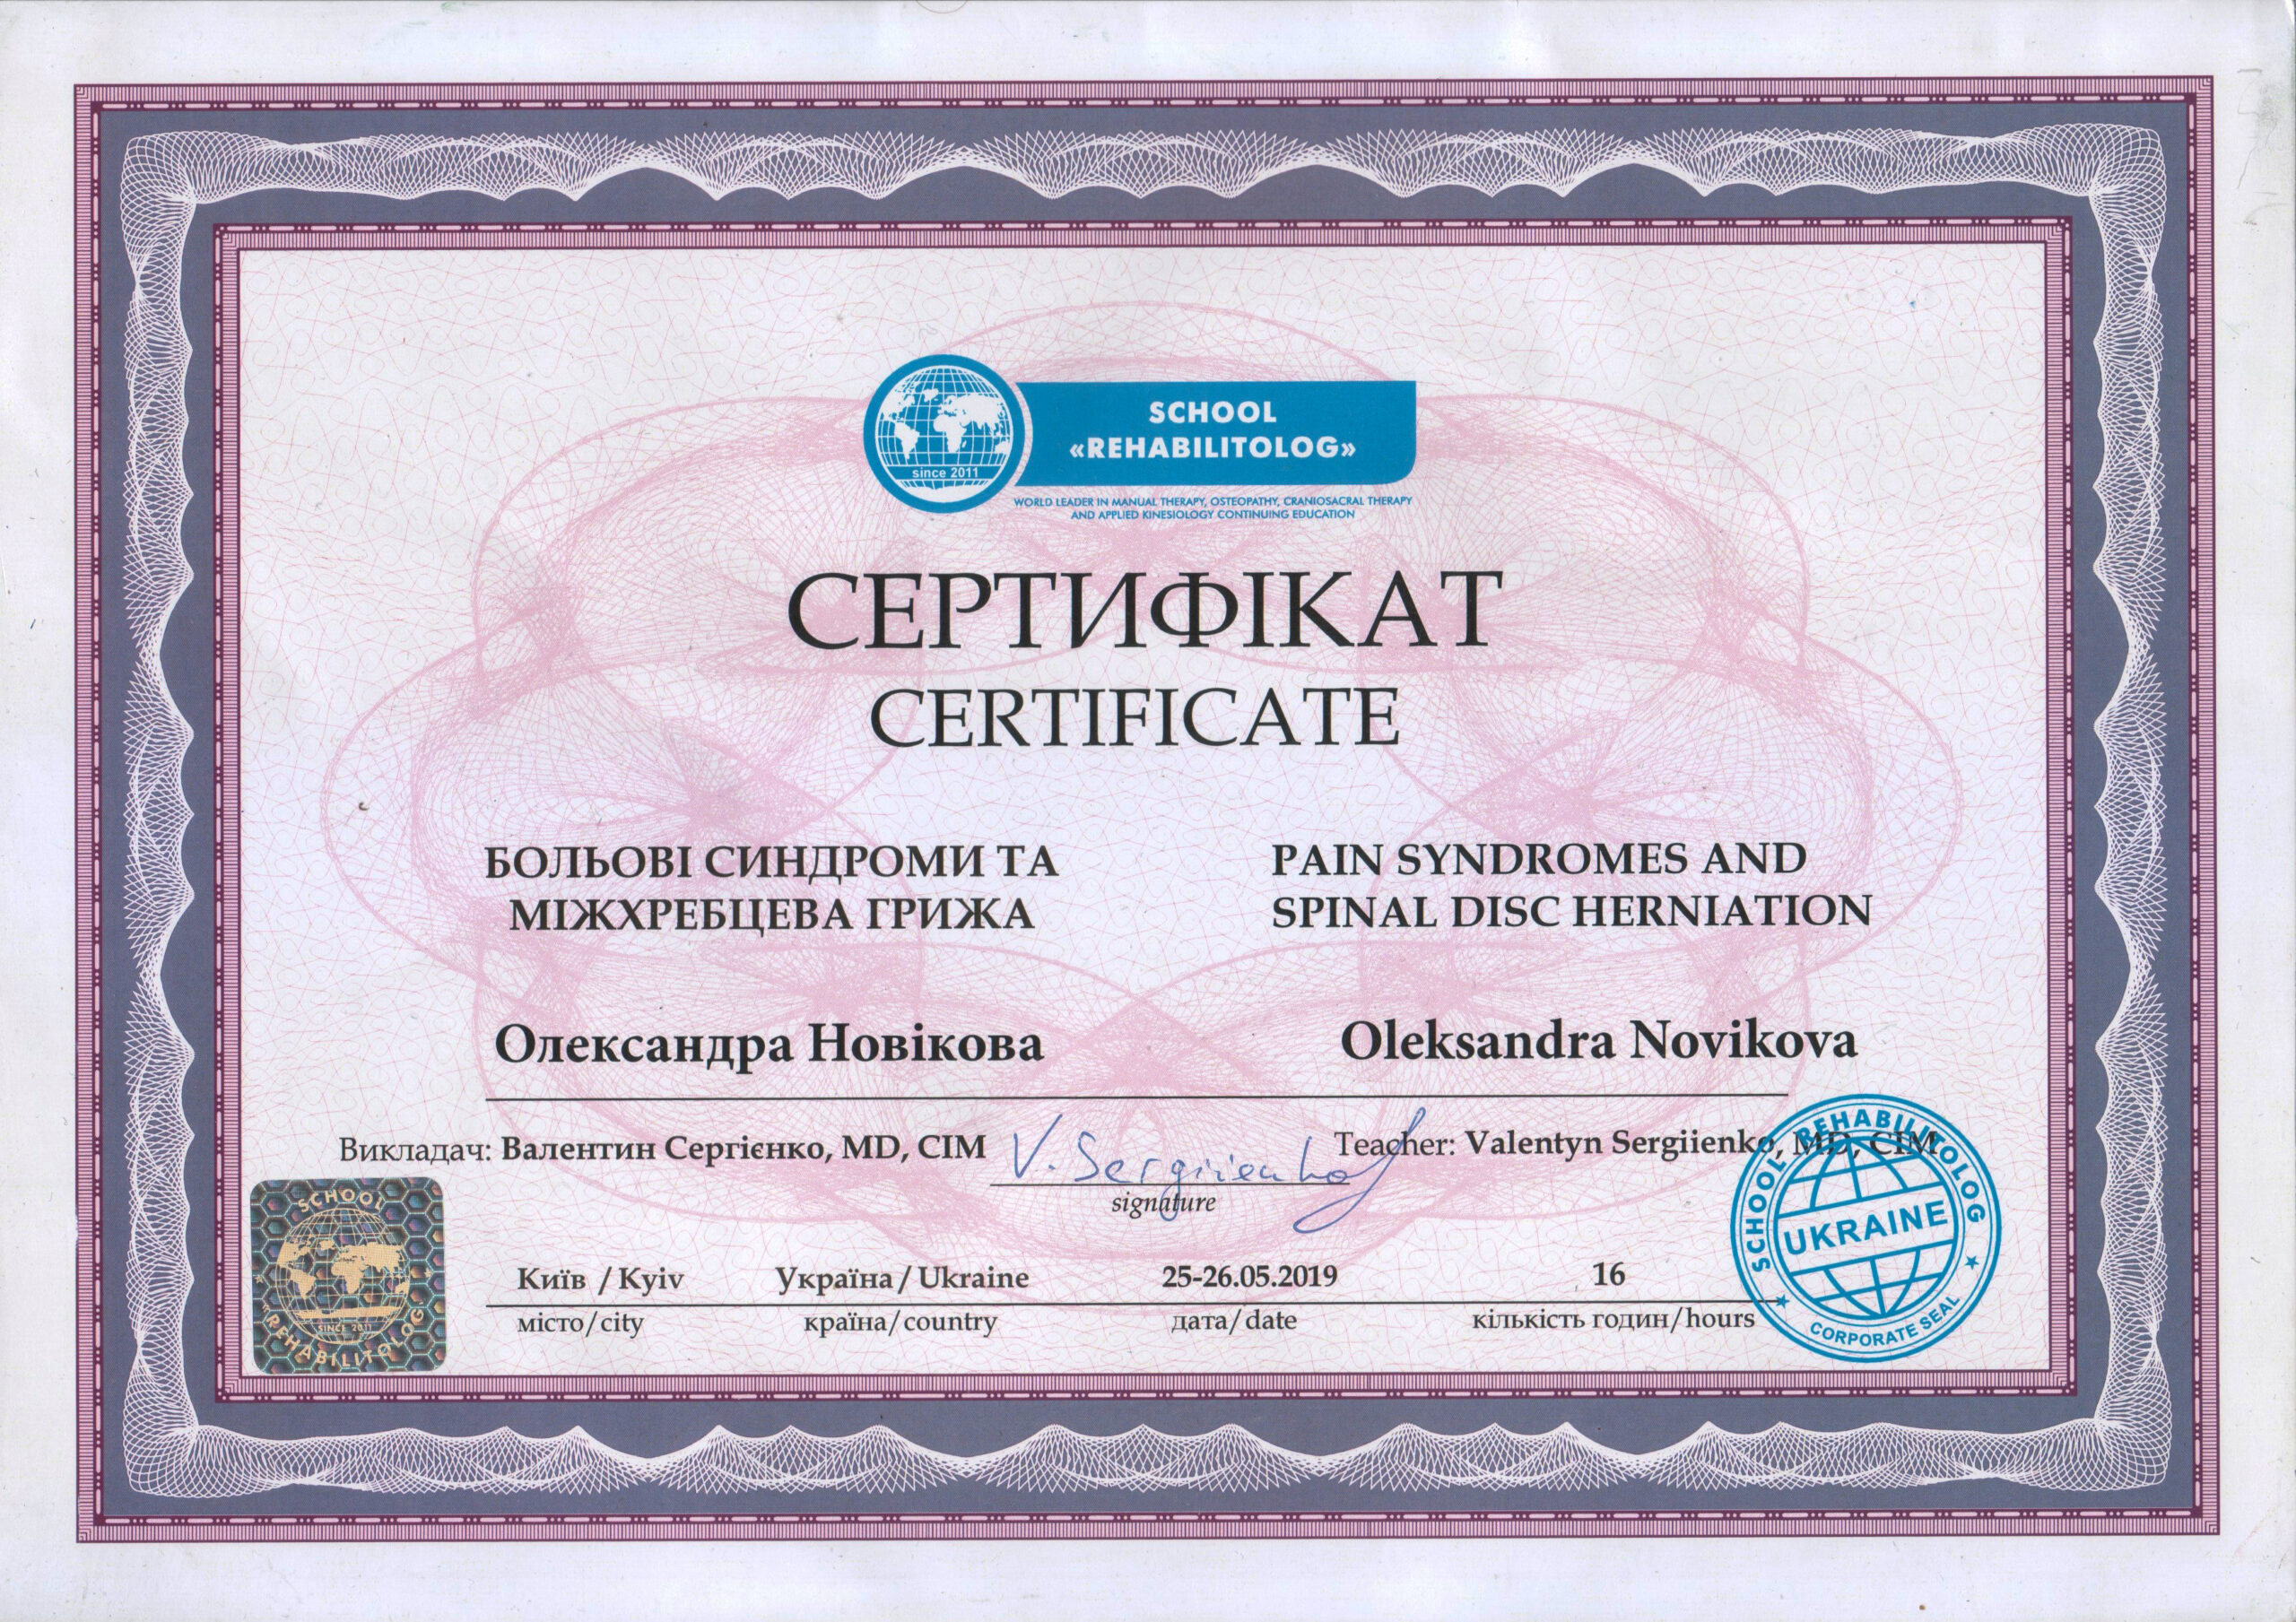 SCHOOL
«REHABILITOLOG»
since 2011
WORLD LEADER IN MANUAL THERAPY, OSTEOPATHY, CRANIOSACRAL THERAPY
AND APPLIED KINESIOLOGY CONTINUING EDUCATION
СЕРТИФІКАТ
CERTIFICATE
БОЛЬОВІ СИНДРОМИ ТА
МІЖХРЕБЦЕВА ГРИЖА
PAIN SYNDROMES AND
SPINAL DISC HERNIATION
Олександра Новікова
Oleksandra Novikova
Викладач: Валентин Сергієнко, MD, CIM
V. Sergiienko
signature
Teacher: Valentyn Sergiienko, MD, CIM
SCHOOL
REHABILITOLOG
SINCE 2011
Київ / Kyiv Україна / Ukraine 25-26.05.2019 16
місто/city країна/country дата/date кількість годин/hours
SCHOOL REHABILITOLOG
UKRAINE
CORPORATE SEAL